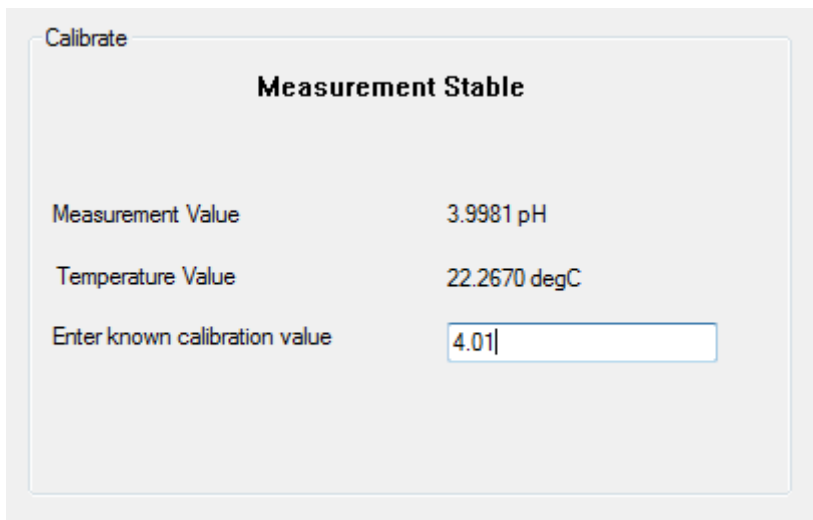 Calibrate
Measurement Stable
Measurement Value 3.9981 pH
Temperature Value 22.2670 degC
Enter known calibration value 4.01